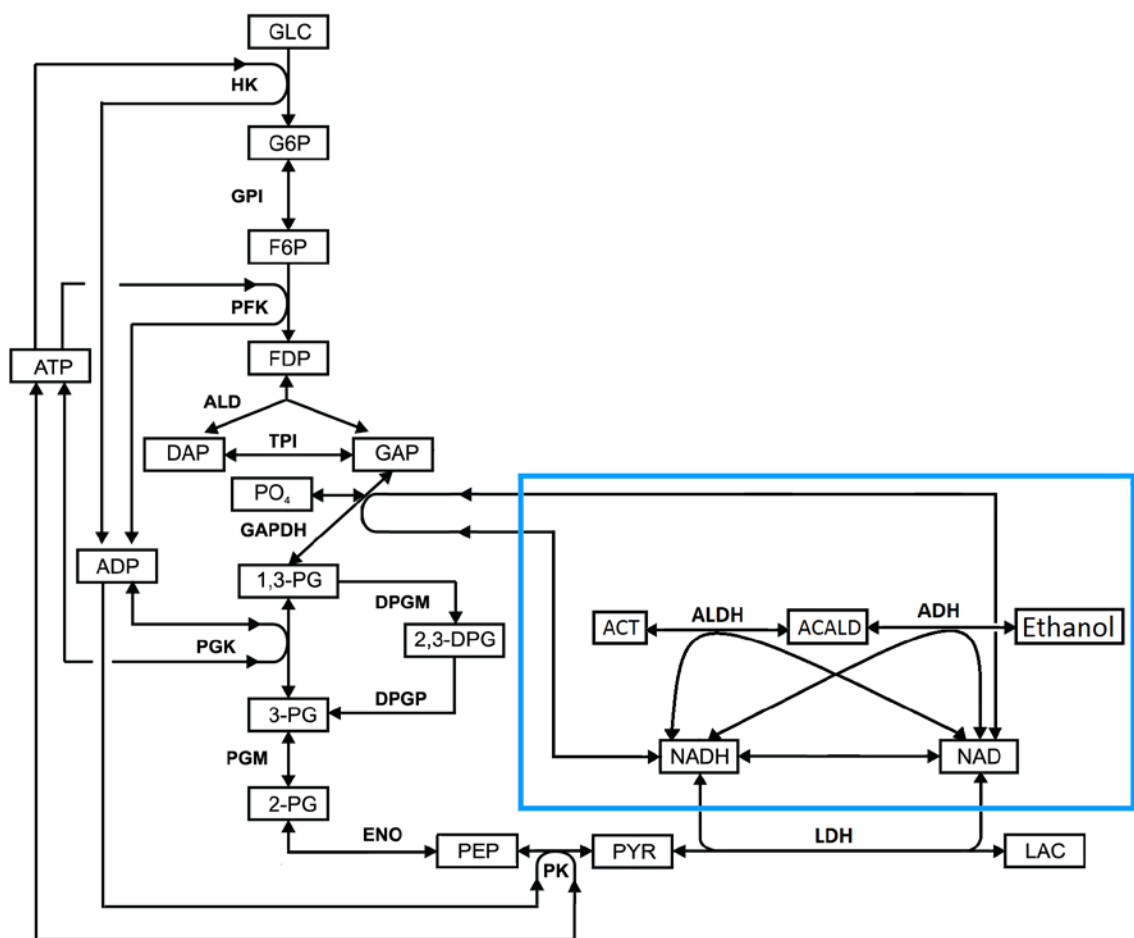 GLC
HK
G6P
GPI
F6P
PFK
ATP
FDP
ALD
DAP
TPI
GAP
PO₄
GAPDH
ADP
1,3-PG
DPGM
ACT
ALDH
ACALD
ADH
Ethanol
2,3-DPG
PGK
DPGP
3-PG
PGM
NADH
NAD
2-PG
ENO
PEP
PK
PYR
LDH
LAC